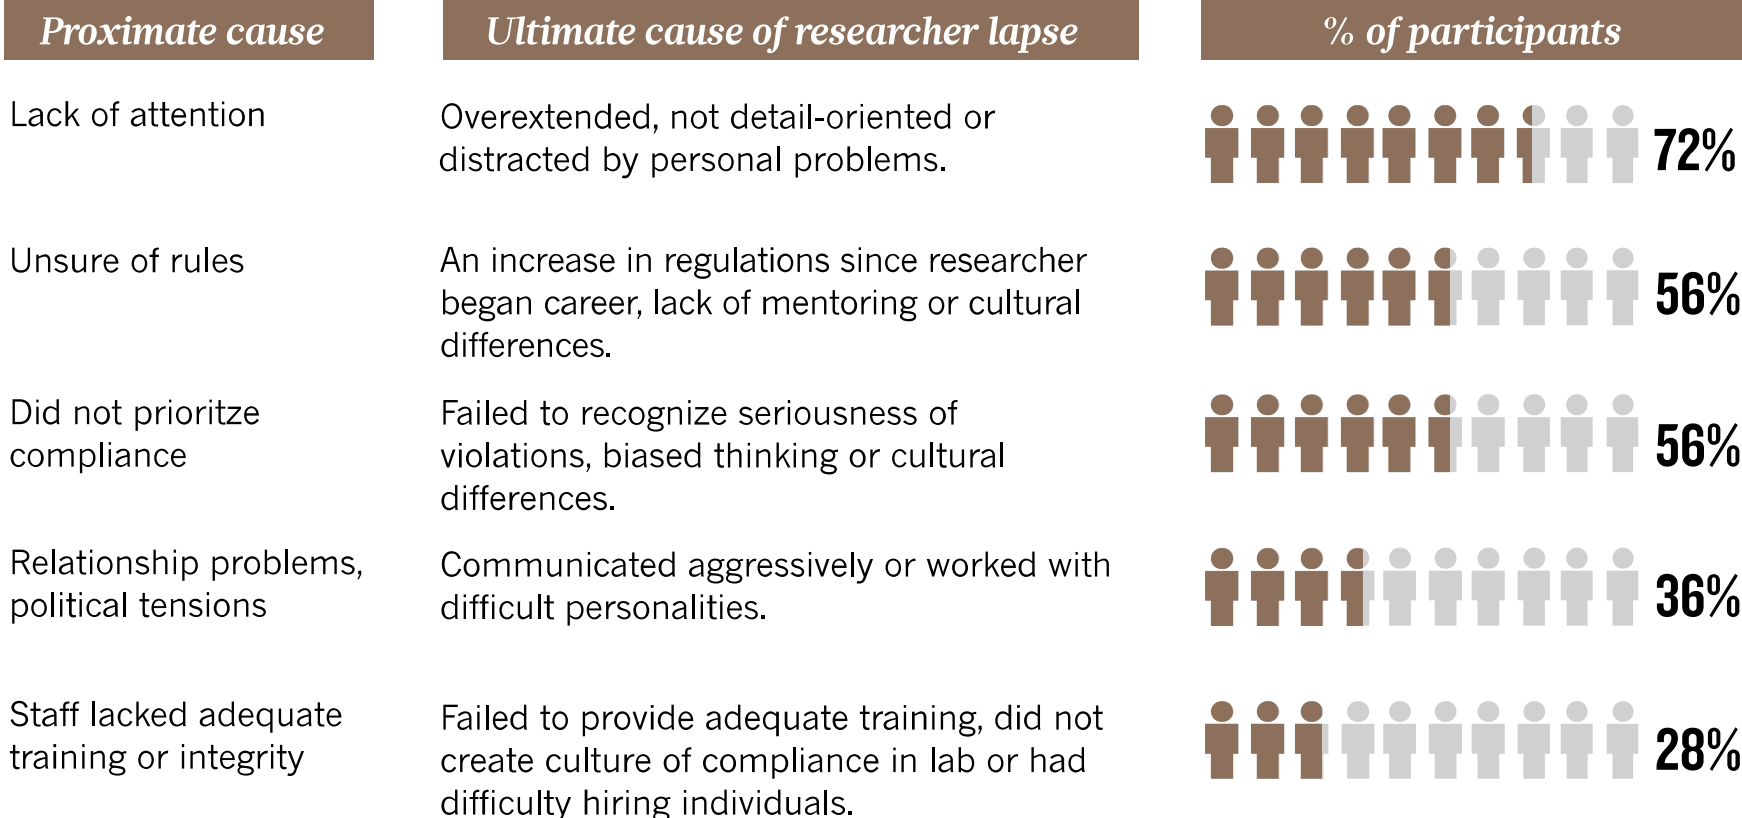 Proximate cause
Ultimate cause of researcher lapse
% of participants
Lack of attention
Overextended, not detail-oriented or
distracted by personal problems.
72%
Unsure of rules
An increase in regulations since researcher
began career, lack of mentoring or cultural
differences.
56%
Did not prioritze
compliance
Failed to recognize seriousness of
violations, biased thinking or cultural
differences.
56%
Relationship problems,
political tensions
Communicated aggressively or worked with
difficult personalities.
36%
Staff lacked adequate
training or integrity
Failed to provide adequate training, did not
create culture of compliance in lab or had
difficulty hiring individuals.
28%